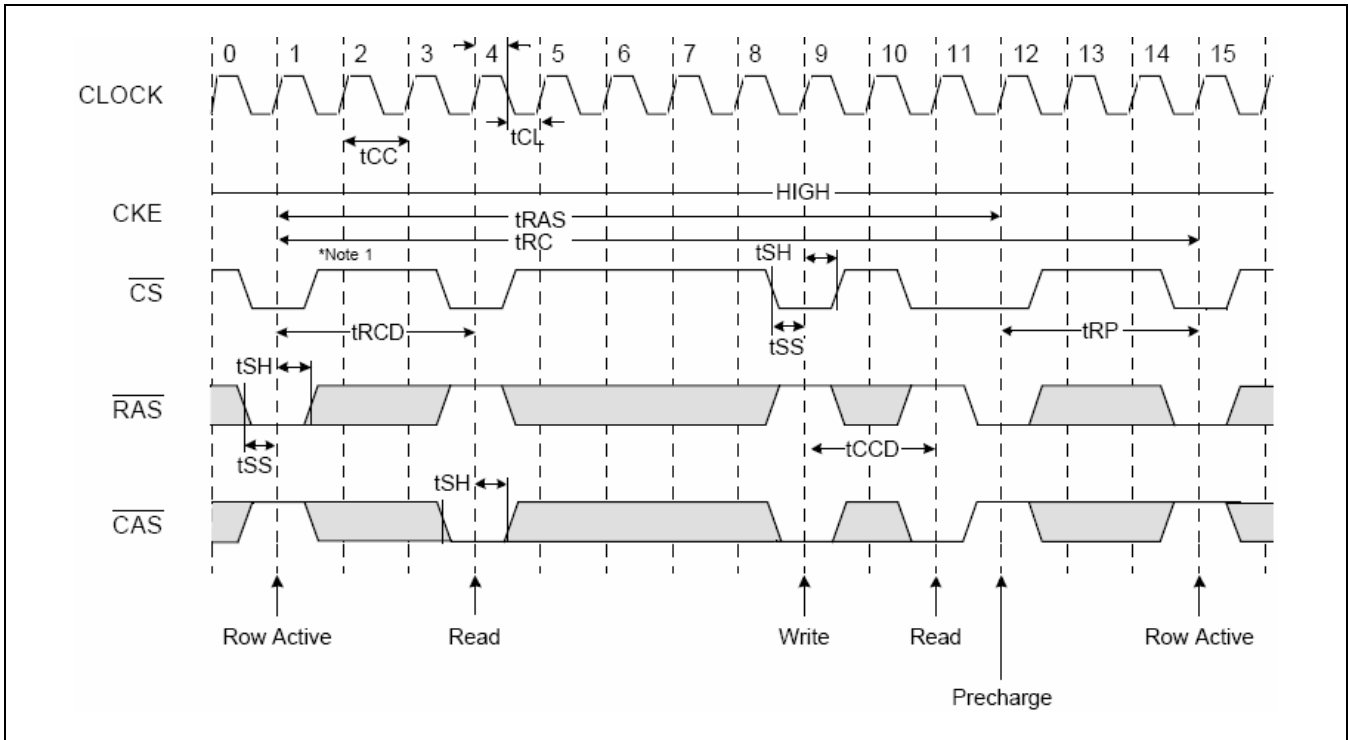 0 1 2 3 4 5 6 7 8 9 10 11 12 13 14 15
CLOCK
tCL
tCC
HIGH
CKE
tRAS
tRC
*Note 1
tSH
CS
tRCD
tRP
tSS
tSH
RAS
tCCD
tSS
tSH
CAS
Row Active Read Write Read Row Active
Precharge